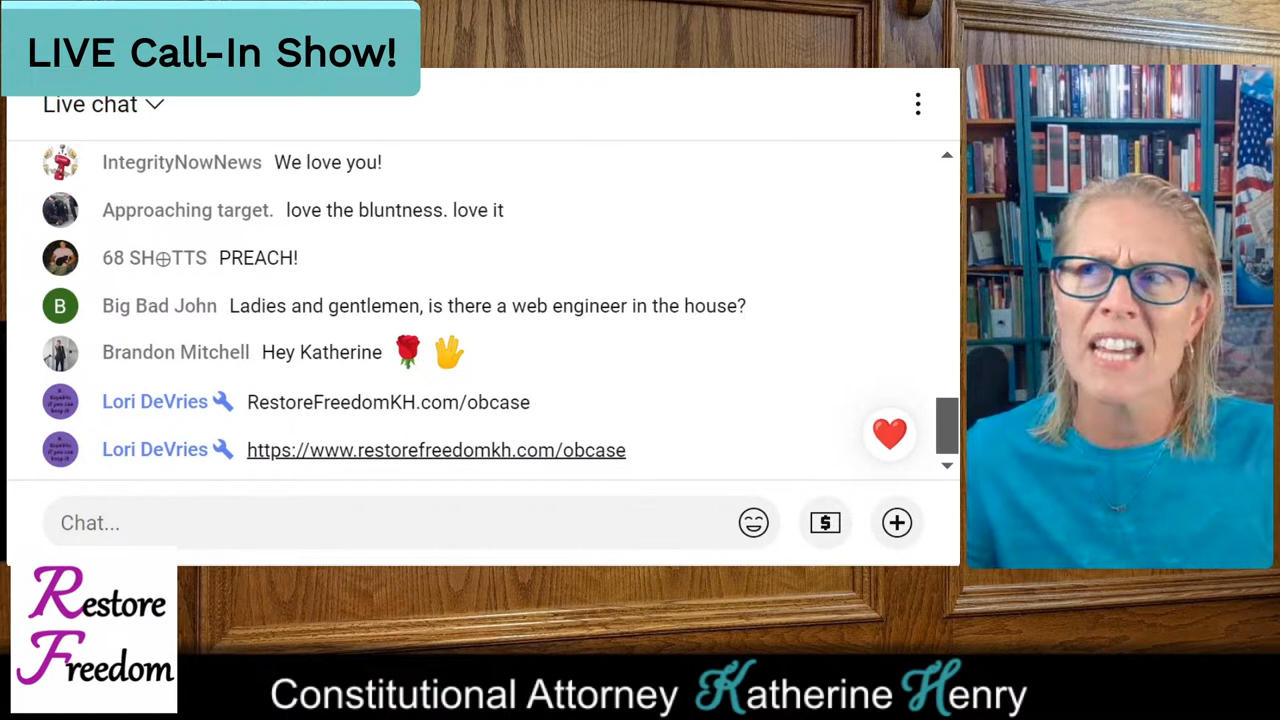 LIVE Call-In Show!
Live chat
IntegrityNowNews We love you!
Approaching target. love the bluntness. love it
68 SH⨁TTS PREACH!
B Big Bad John Ladies and gentlemen, is there a web engineer in the house?
Brandon Mitchell Hey Katherine 🌹 🖖
Lori DeVries RestoreFreedomKH.com/obcase
Lori DeVries https://www.restorefreedomkh.com/obcase
Chat...
Restore
Freedom
Constitutional Attorney Katherine Henry